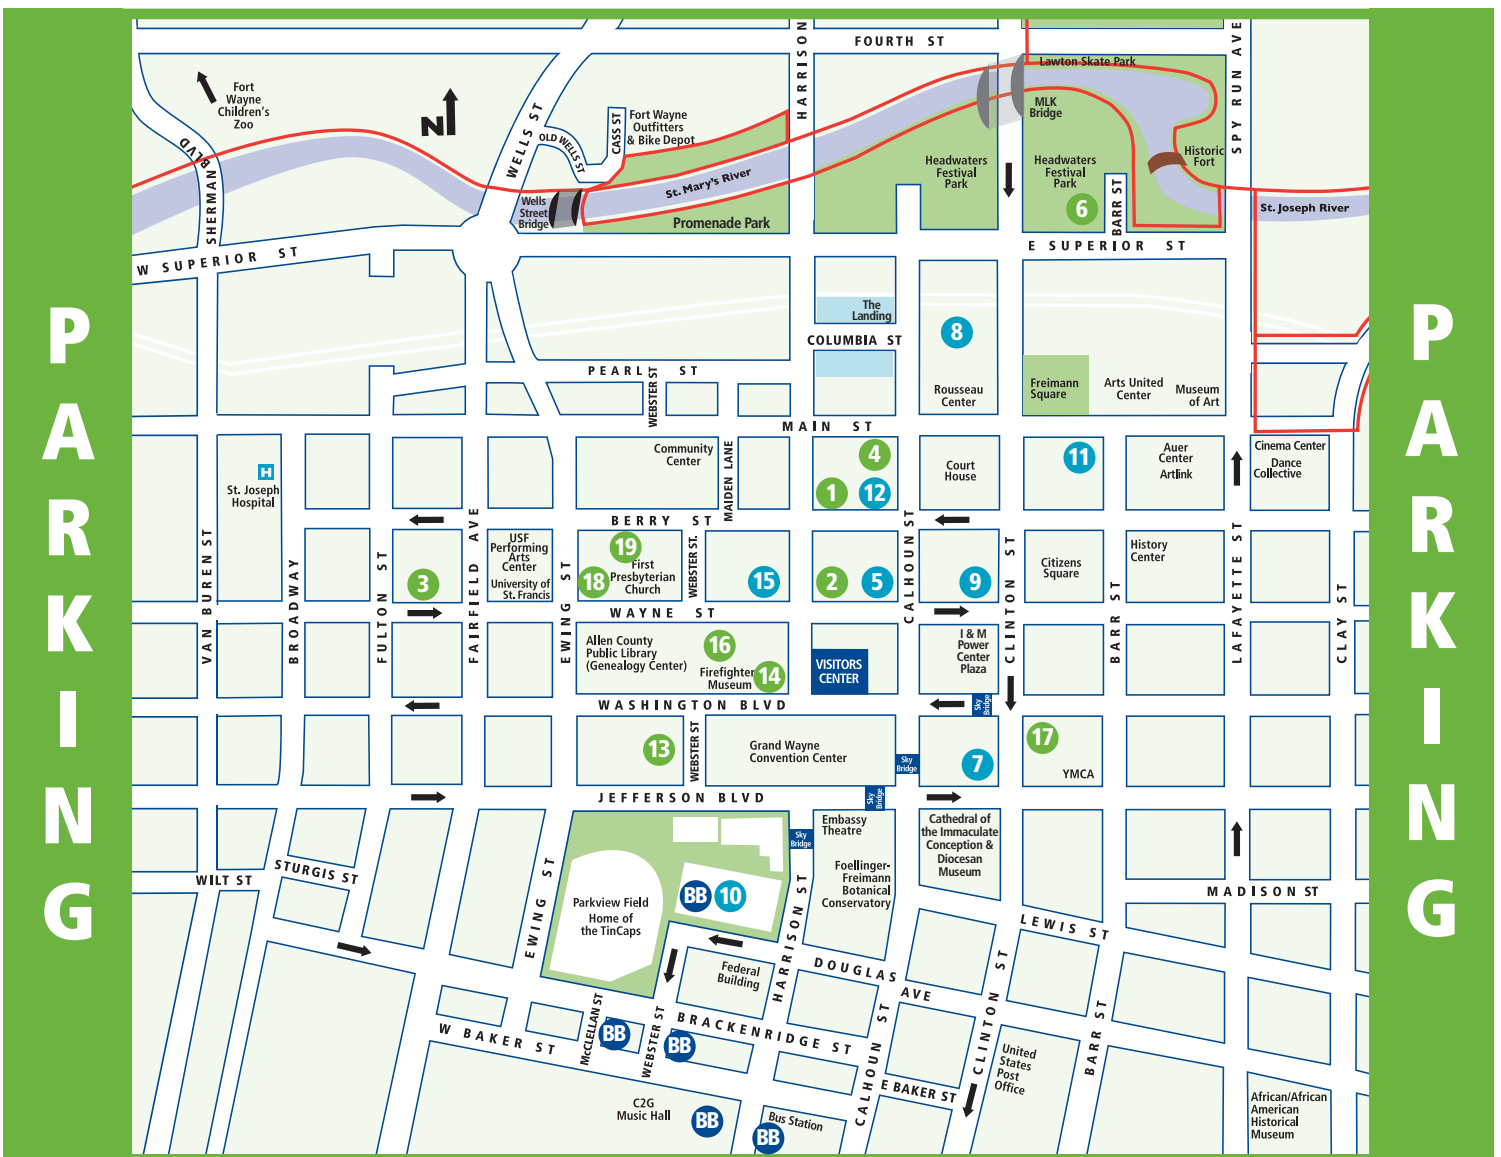 PARKING
PARKING
FOURTH ST
HARRISON
SPY RUN AVE
Lawton Skate Park
Fort
Wayne
Children's
Zoo
N
WELLS ST
OLD WELLS ST
CASS ST
Fort Wayne
Outfitters
& Bike Depot
MLK
Bridge
SHERMAN BLVD
Headwaters
Festival
Park
Headwaters
Festival
Park
Historic
Fort
St. Mary's River
Wells
Street
Bridge
Promenade Park
6
BARR ST
St. Joseph River
W SUPERIOR ST
E SUPERIOR ST
The
Landing
COLUMBIA ST
8
PEARL ST
WEBSTER ST
Rousseau
Center
Freimann
Square
Arts United
Center
Museum
of Art
MAIN ST
Community
Center
MAIDEN LANE
4
1
12
Court
House
11
Auer
Center
Artlink
Cinema Center
Dance
Collective
H
St. Joseph
Hospital
BERRY ST
VAN BUREN ST
BROADWAY
FULTON ST
FAIRFIELD AVE
EWING ST
CALHOUN ST
CLINTON ST
BARR ST
LAFAYETTE ST
CLAY ST
3
USF
Performing
Arts
Center
University of
St. Francis
19
18
First
Presbyterian
Church
WEBSTER ST.
15
2
5
9
Citizens
Square
History
Center
WAYNE ST
Allen County
Public Library
(Genealogy Center)
16
Firefighter
Museum
14
VISITORS
CENTER
I & M
Power
Center
Plaza
Sky
Bridge
WASHINGTON BLVD
13
WEBSTER ST
Grand Wayne
Convention Center
Sky
Bridge
7
17
YMCA
JEFFERSON BLVD
Sky
Bridge
Sky
Bridge
Embassy
Theatre
Cathedral of
the Immaculate
Conception &
Diocesan
Museum
Foellinger-
Freimann
Botanical
Conservatory
WILT ST
STURGIS ST
MADISON ST
EWING ST
Parkview Field
Home of
the TinCaps
BB
10
HARRISON ST
LEWIS ST
DOUGLAS AVE
Federal
Building
CLINTON ST
CALHOUN ST
BARR ST
W BAKER ST
McCLELLAN ST
BB
WEBSTER ST
BB
BRACKENRIDGE ST
E BAKER ST
United
States
Post
Office
C2G
Music Hall
BB
Bus Station
BB
African/African
American
Historical
Museum